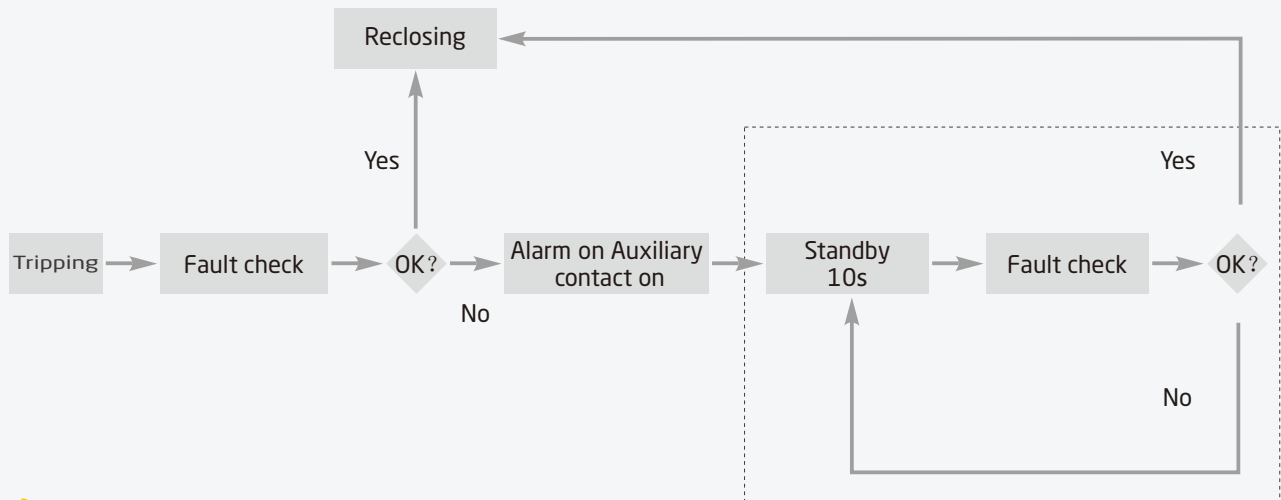 Reclosing
Yes
Yes
Tripping
Fault check
OK?
Alarm on Auxiliary
contact on
Standby
10s
Fault check
OK?
No
No